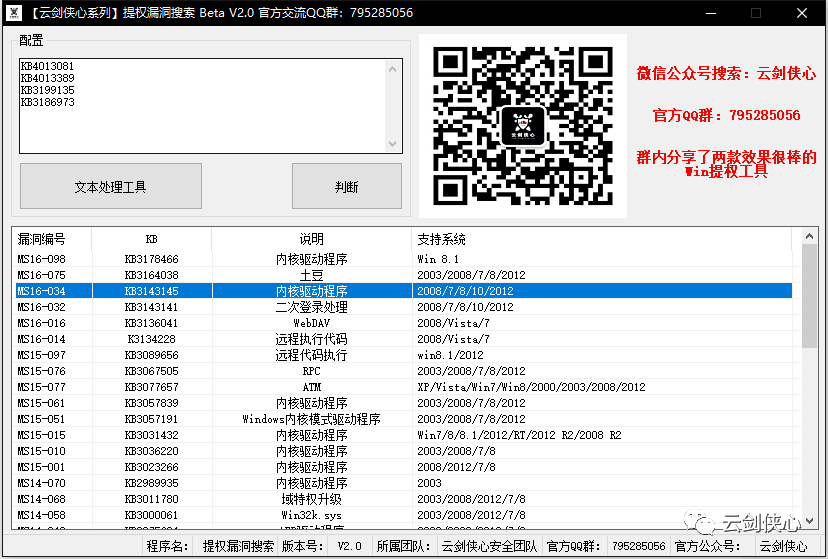 【云剑侠心系列】提权漏洞搜索 Beta V2.0 官方交流QQ群：795285056
配置
KB4013081
KB4013389
KB3199135
KB3186973
文本处理工具
判断
云剑侠心
微信公众号搜索：云剑侠心
官方QQ群：795285056
群内分享了两款效果很棒的
Win提权工具
漏洞编号 KB 说明 支持系统
MS16-098 KB3178466 内核驱动程序 Win 8.1
MS16-075 KB3164038 土豆 2003/2008/7/8/2012
MS16-034 KB3143145 内核驱动程序 2008/7/8/10/2012
MS16-032 KB3143141 二次登录处理 2008/7/8/10/2012
MS16-016 KB3136041 WebDAV 2008/Vista/7
MS16-014 K3134228 远程执行代码 2008/Vista/7
MS15-097 KB3089656 远程代码执行 win8.1/2012
MS15-076 KB3067505 RPC 2003/2008/7/8/2012
MS15-077 KB3077657 ATM XP/Vista/Win7/Win8/2000/2003/2008/2012
MS15-061 KB3057839 内核驱动程序 2003/2008/7/8/2012
MS15-051 KB3057191 Windows内核模式驱动程序 2003/2008/7/8/2012
MS15-015 KB3031432 内核驱动程序 Win7/8/8.1/2012/RT/2012 R2/2008 R2
MS15-010 KB3036220 内核驱动程序 2003/2008/7/8
MS15-001 KB3023266 内核驱动程序 2008/2012/7/8
MS14-070 KB2989935 内核驱动程序 2003
MS14-068 KB3011780 域特权升级 2003/2008/2012/7/8
MS14-058 KB3000061 Win32k.sys 2003/2008/2012/7/8
云剑侠心
程序名： 提权漏洞搜索 版本号： V2.0 所属团队： 云剑侠心安全团队 官方QQ群： 795285056 官方公众号： 云剑侠心